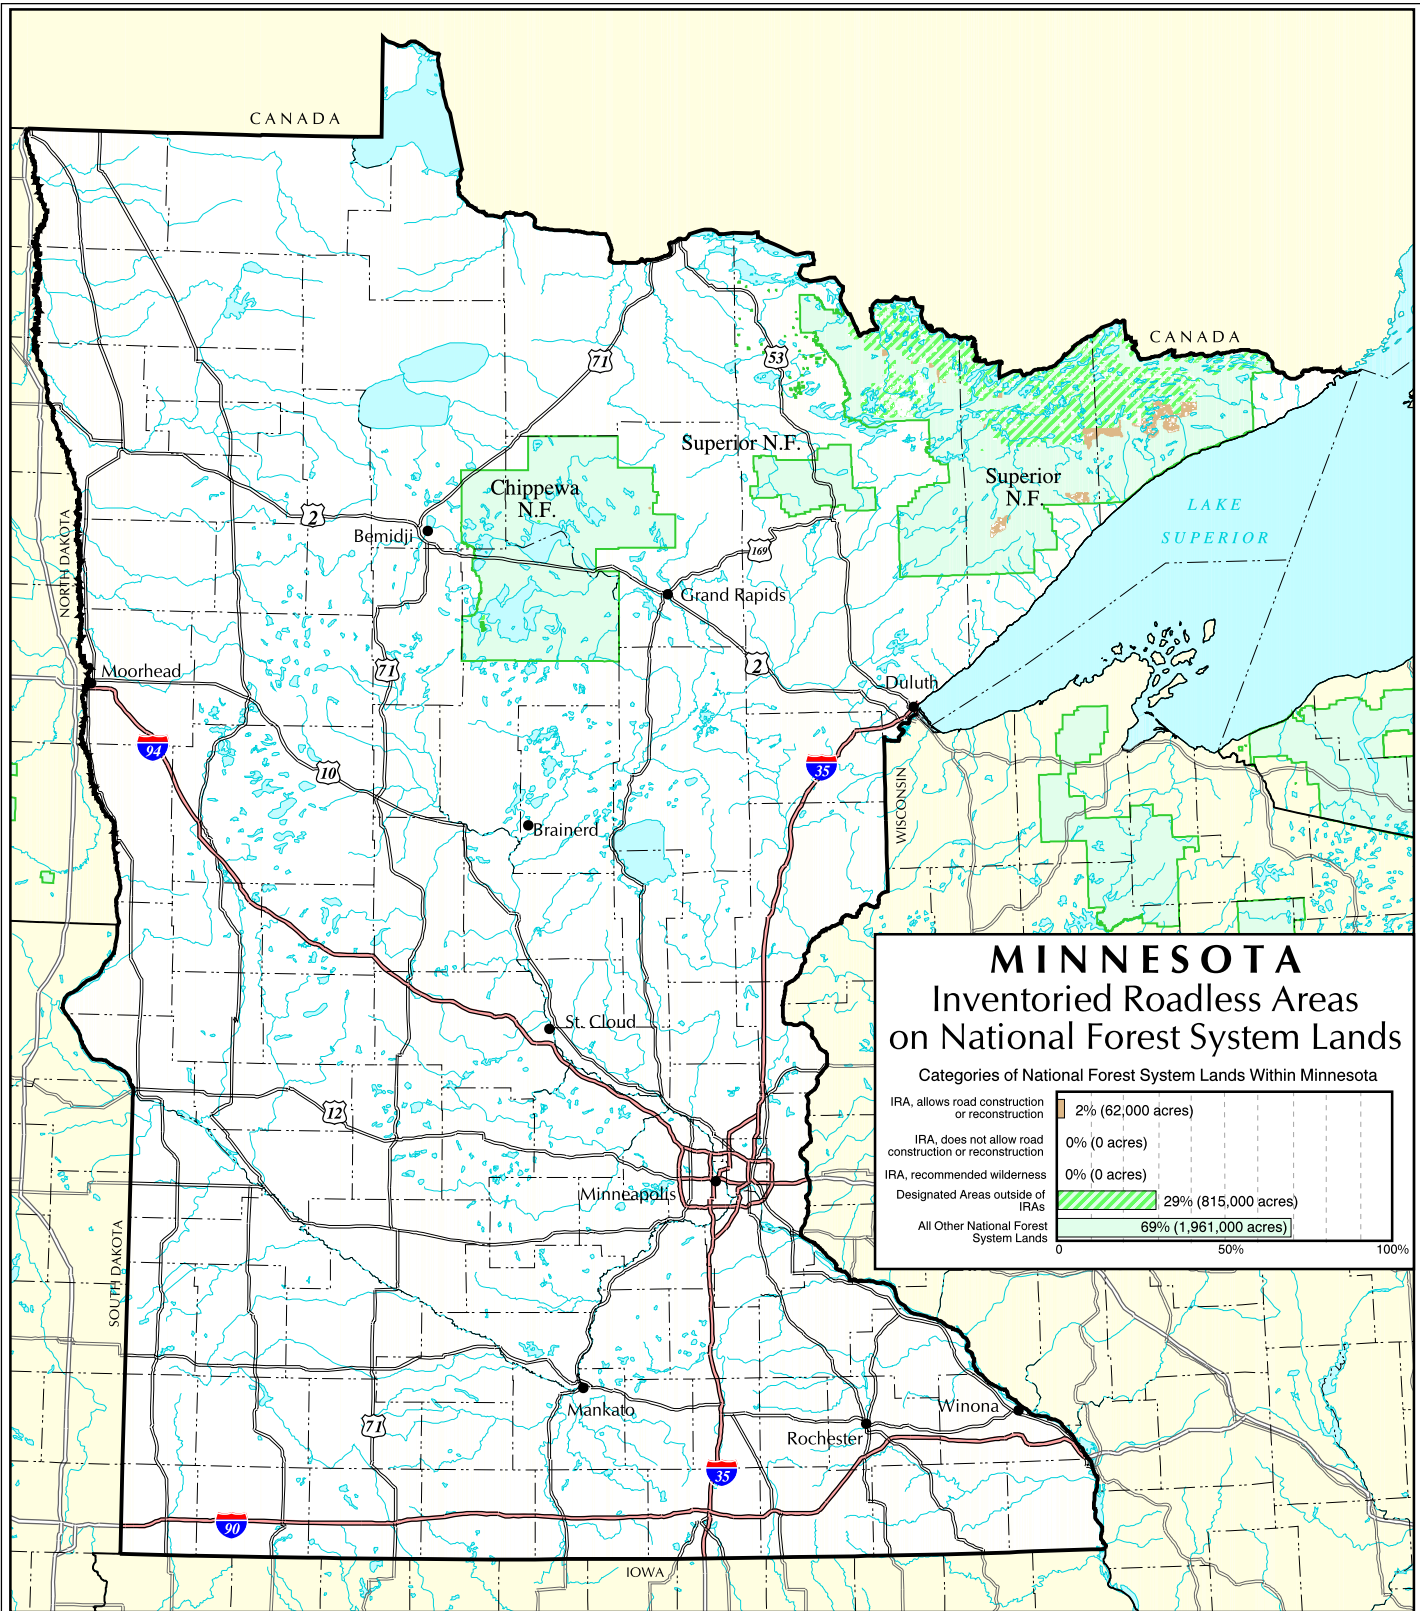 CANADA
71
53
CANADA
Superior N.F.
Superior
N.F.
Chippewa
N.F.
2
Bemidji
169
LAKE
SUPERIOR
NORTH DAKOTA
Grand Rapids
71
2
Moorhead
Duluth
94
10
35
WISCONSIN
Brainerd
MINNESOTA
Inventoried Roadless Areas
on National Forest System Lands
Categories of National Forest System Lands Within Minnesota
IRA, allows road construction
or reconstruction
2% (62,000 acres)
IRA, does not allow road
construction or reconstruction
0% (0 acres)
IRA, recommended wilderness
0% (0 acres)
Designated Areas outside of
IRAs
29% (815,000 acres)
All Other National Forest
System Lands
69% (1,961,000 acres)
0
50%
100%
St. Cloud
12
Minneapolis
SOUTH DAKOTA
Mankato
71
Winona
Rochester
35
90
IOWA